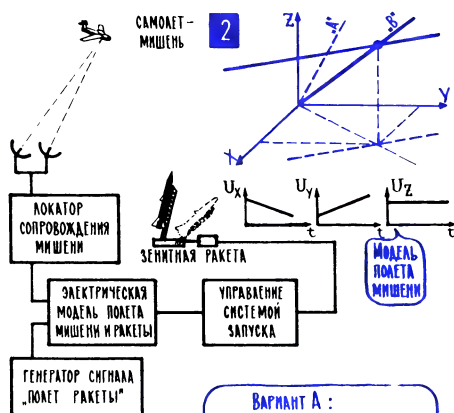 САМОЛЕТ-
МИШЕНЬ
2
Z
"А"
"В"
Y
X
ЛОКАТОР
СОПРОВОЖДЕНИЯ
МИШЕНИ
ЗЕНИТНАЯ РАКЕТА
UX
t
UY
t
UZ
t
МОДЕЛЬ
ПОЛЕТА
МИШЕНИ
ЭЛЕКТРИЧЕСКАЯ
МОДЕЛЬ ПОЛЕТА
МИШЕНИ И РАКЕТЫ
УПРАВЛЕНИЕ
СИСТЕМОЙ
ЗАПУСКА
ГЕНЕРАТОР СИГНАЛА
„ПОЛЕТ РАКЕТЫ"
ВАРИАНТ А :